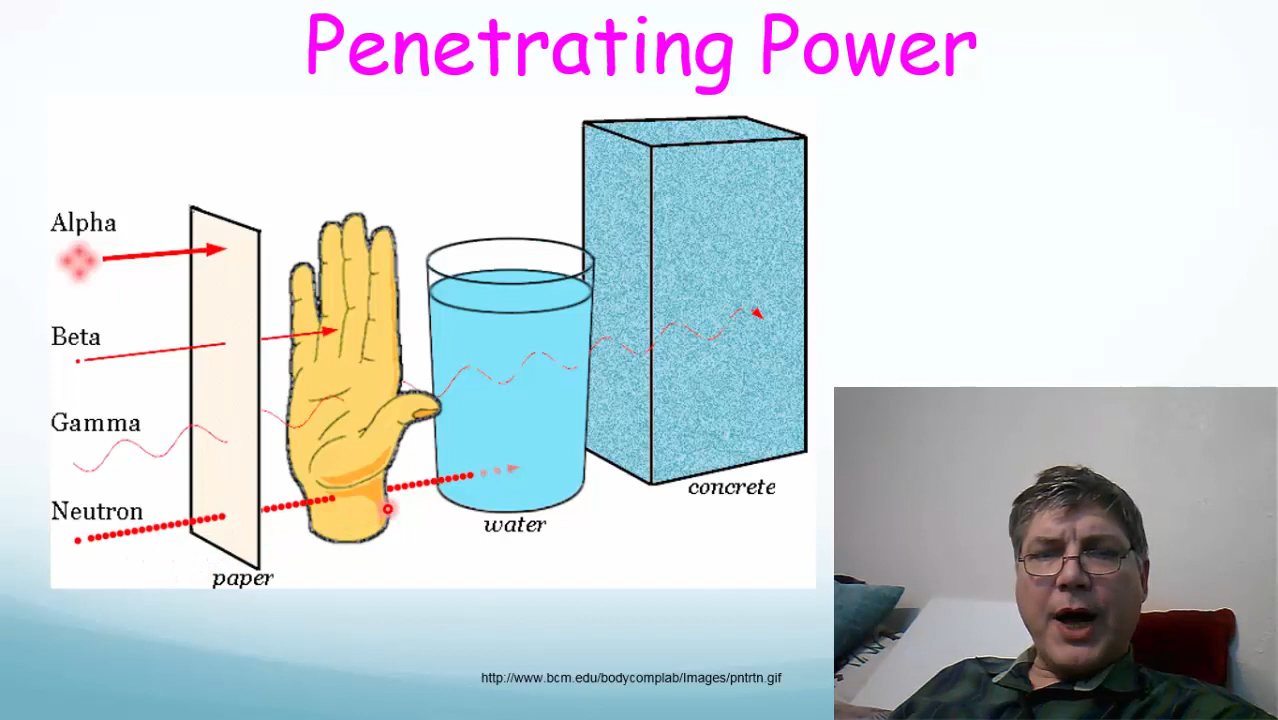 Penetrating Power
Alpha
Beta
Gamma
Neutron
concrete
water
paper
http://www.bcm.edu/bodycomplab/Images/pntrtn.gif